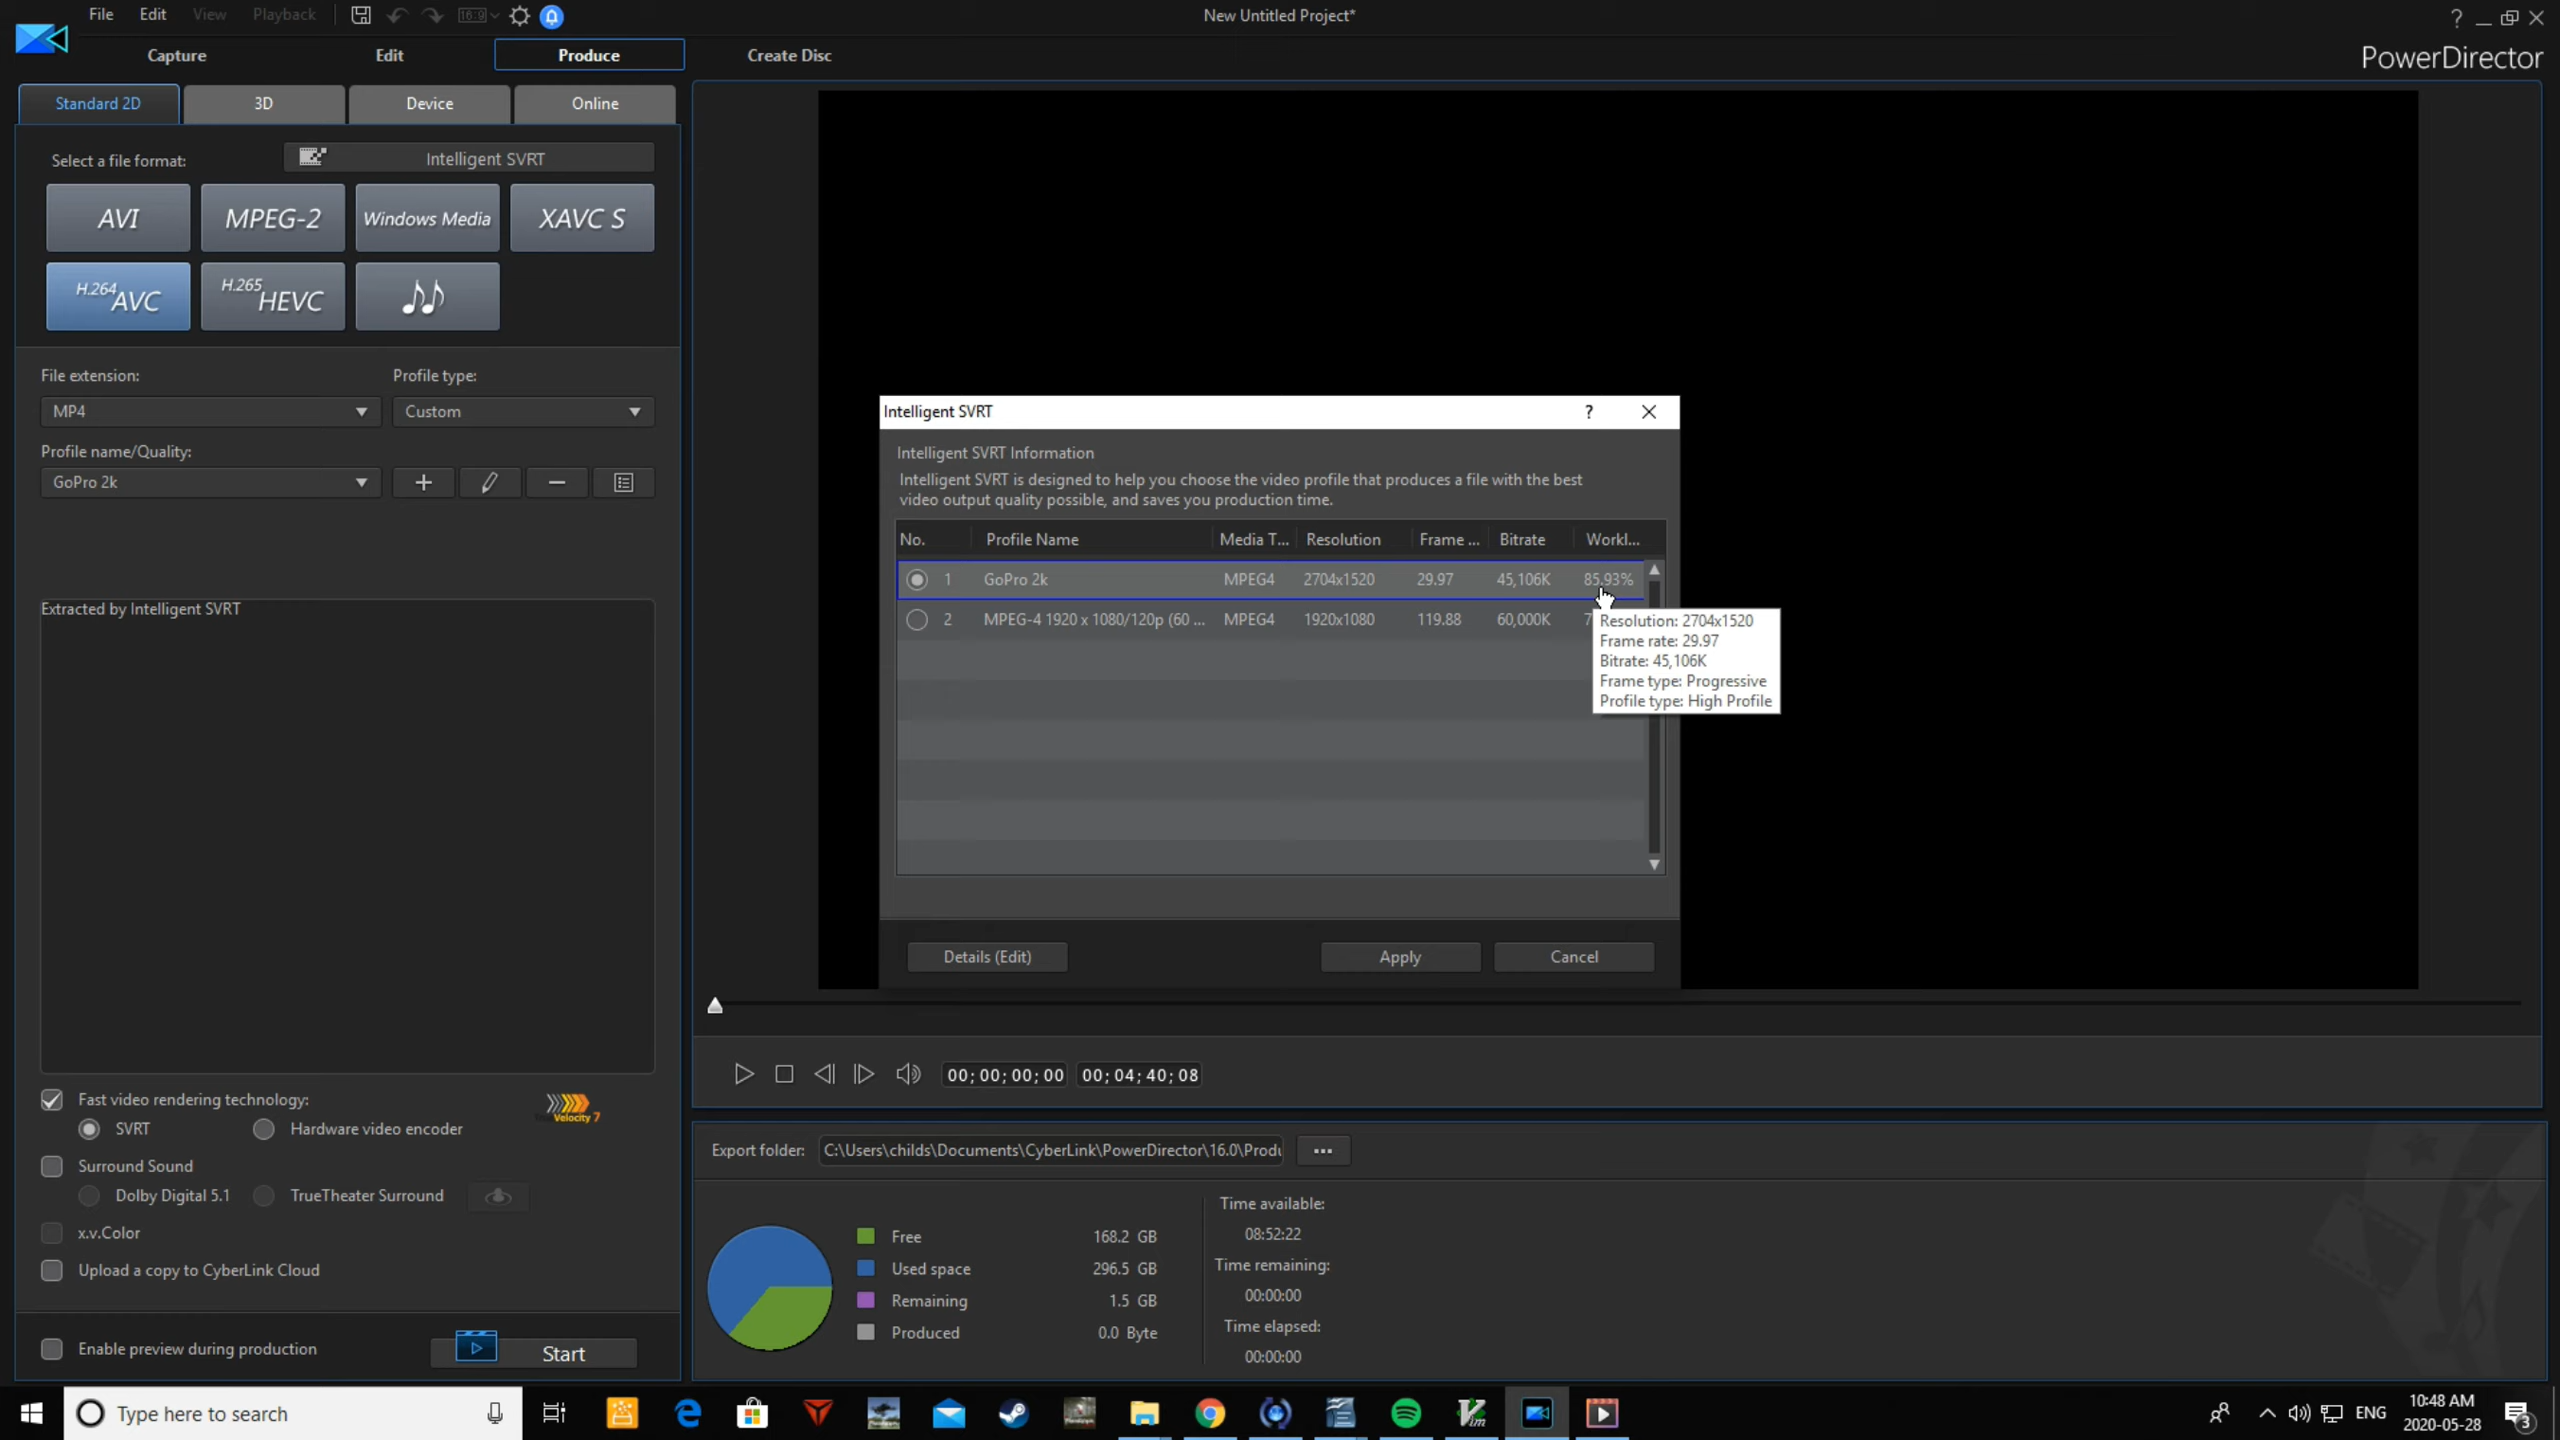 File Edit View Playback 16:9 New Untitled Project* ?
Capture Edit Produce Create Disc PowerDirector
Standard 2D 3D Device Online
Select a file format: Intelligent SVRT
AVI MPEG-2 Windows Media XAVC S
H.264 AVC H.265 HEVC
File extension: Profile type:
MP4 Custom
Profile name/Quality:
GoPro 2k
Extracted by Intelligent SVRT
Fast video rendering technology:
SVRT Hardware video encoder
Velocity 7
Surround Sound
Dolby Digital 5.1 TrueTheater Surround
x.v.Color
Upload a copy to CyberLink Cloud
Enable preview during production Start
Intelligent SVRT ?
Intelligent SVRT Information
Intelligent SVRT is designed to help you choose the video profile that produces a file with the best
video output quality possible, and saves you production time.
No. Profile Name Media T... Resolution Frame ... Bitrate Workl...
1 GoPro 2k MPEG4 2704x1520 29.97 45,106K 85.93%
2 MPEG-4 1920 x 1080/120p (60 ... MPEG4 1920x1080 119.88 60,000K 7
Resolution: 2704x1520
Frame rate: 29.97
Bitrate: 45,106K
Frame type: Progressive
Profile type: High Profile
Details (Edit) Apply Cancel
00;00;00;00 00;04;40;08
Export folder: C:\Users\childs\Documents\CyberLink\PowerDirector\16.0\Produ ...
Free 168.2 GB
Used space 296.5 GB
Remaining 1.5 GB
Produced 0.0 Byte
Time available:
08:52:22
Time remaining:
00:00:00
Time elapsed:
00:00:00
Type here to search
ENG
10:48 AM
2020-05-28
3